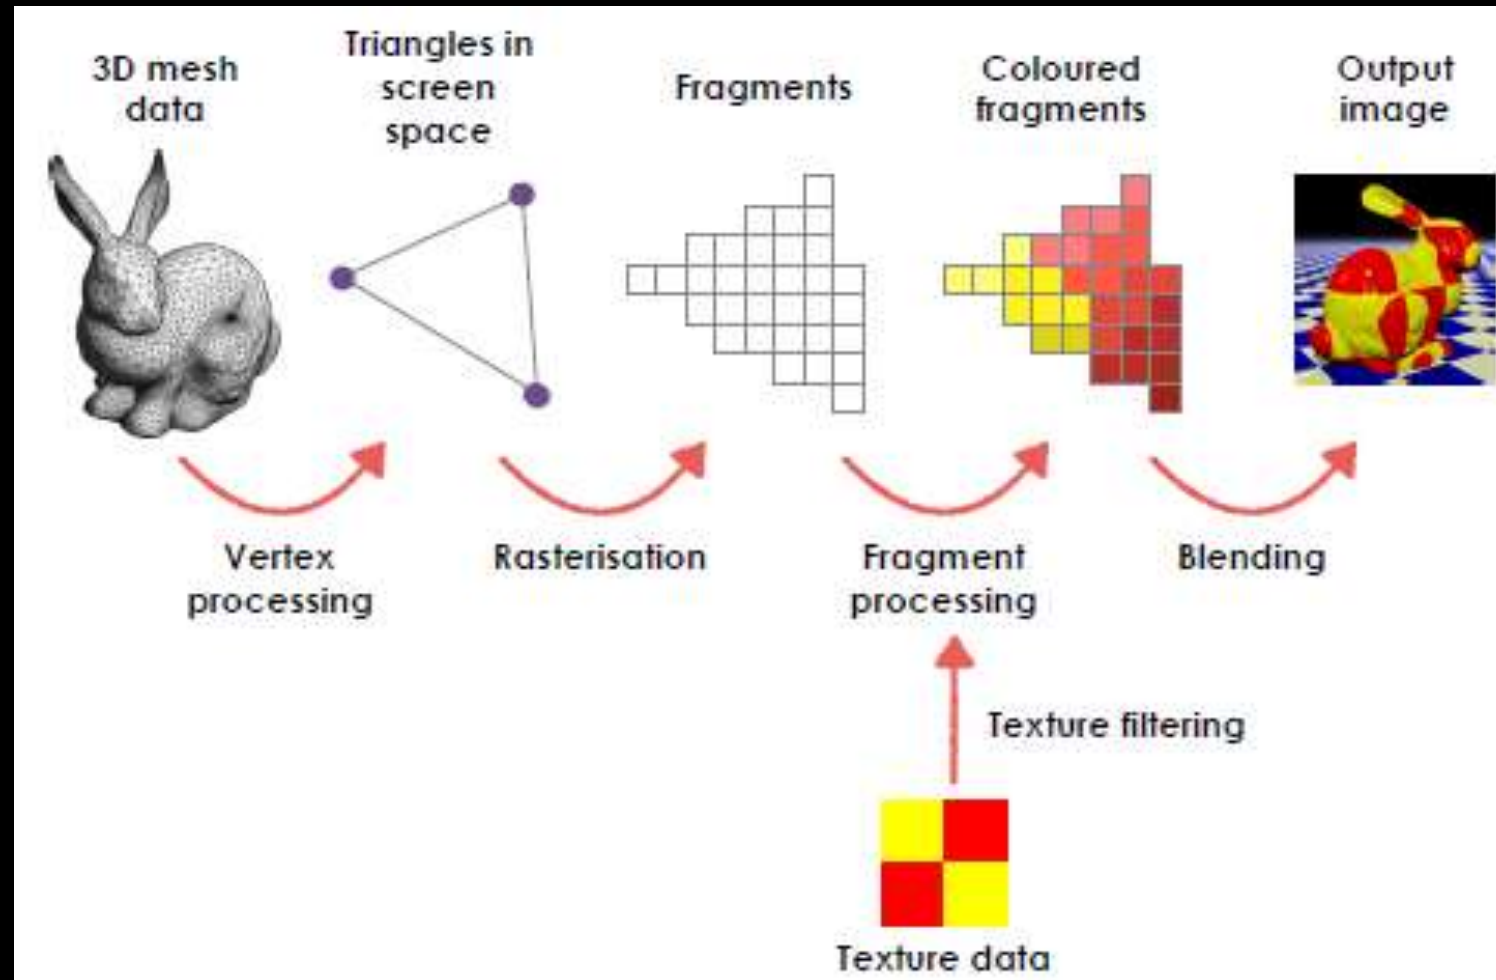 3D mesh
data
Triangles in
screen
space
Fragments
Coloured
fragments
Output
image
Vertex
processing
Rasterisation
Fragment
processing
Blending
Texture filtering
Texture data